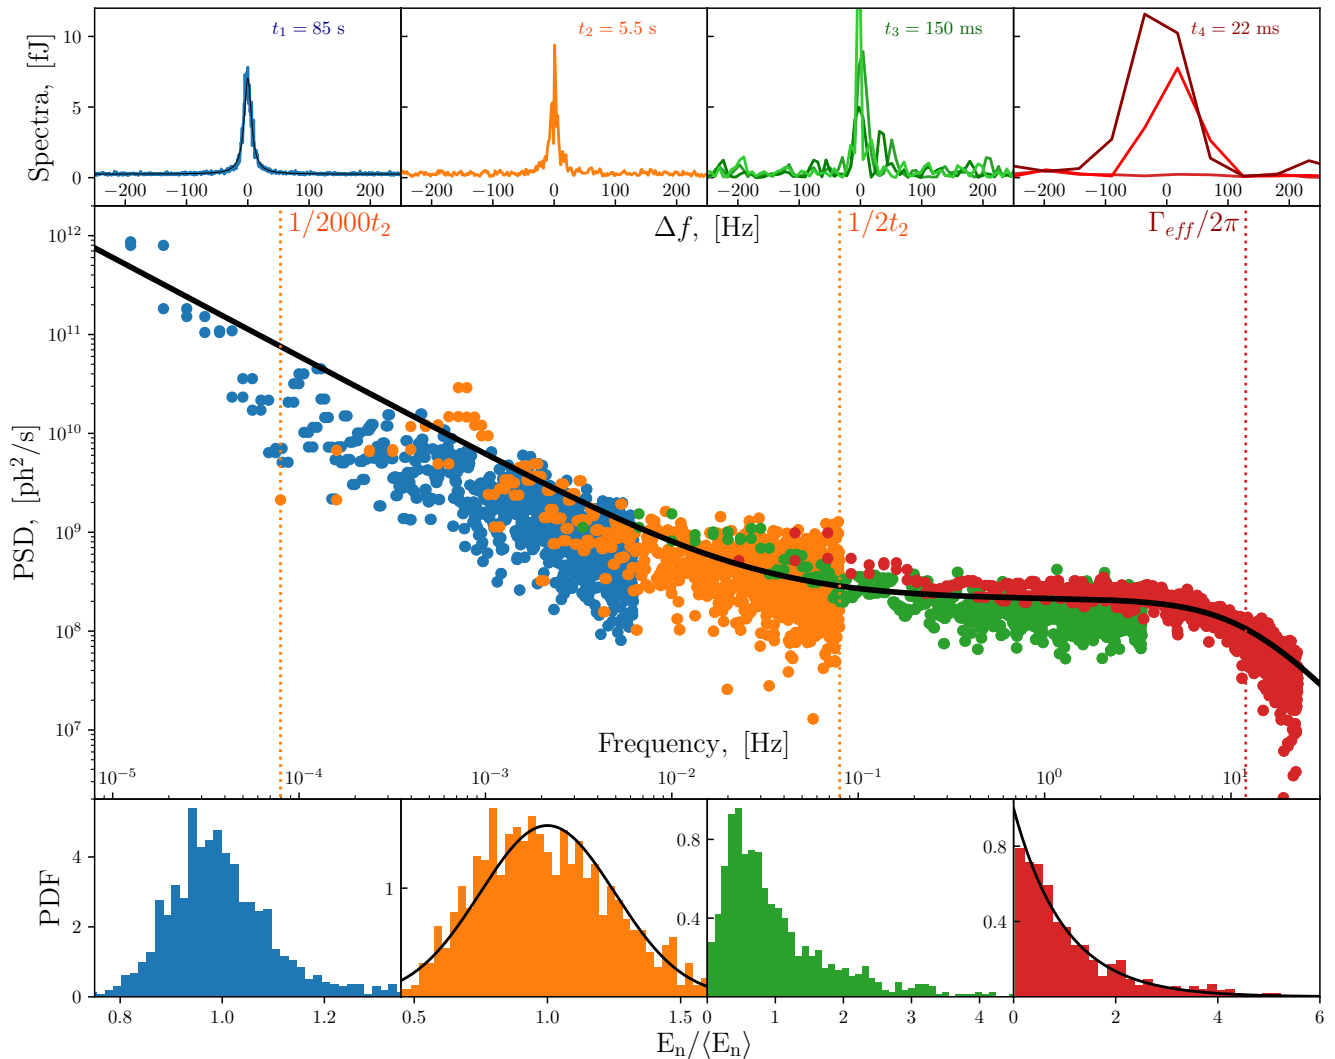 Spectra, [fJ]
10
5
0
t₁ = 85 s
t₂ = 5.5 s
t₃ = 150 ms
t₄ = 22 ms
−200 −100 0 100 200
−200 −100 0 100 200
−200 −100 0 100 200
−200 −100 0 100 200
Δf, [Hz]
1/2000t₂
1/2t₂
Γ_eff/2π
PSD, [ph²/s]
10¹²
10¹¹
10¹⁰
10⁹
10⁸
10⁷
Frequency, [Hz]
10⁻⁵ 10⁻⁴ 10⁻³ 10⁻² 10⁻¹ 10⁰ 10¹
PDF
4
2
0
1
0.8
0.4
0.8
0.4
0.8 1.0 1.2
0.5 1.0 1.5
0 1 2 3 4
0 2 4 6
Eₙ/⟨Eₙ⟩